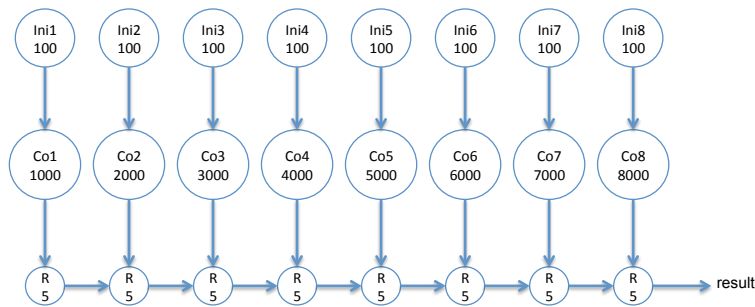 Ini1
100
Ini2
100
Ini3
100
Ini4
100
Ini5
100
Ini6
100
Ini7
100
Ini8
100
Co1
1000
Co2
2000
Co3
3000
Co4
4000
Co5
5000
Co6
6000
Co7
7000
Co8
8000
R
5
R
5
R
5
R
5
R
5
R
5
R
5
R
5
result